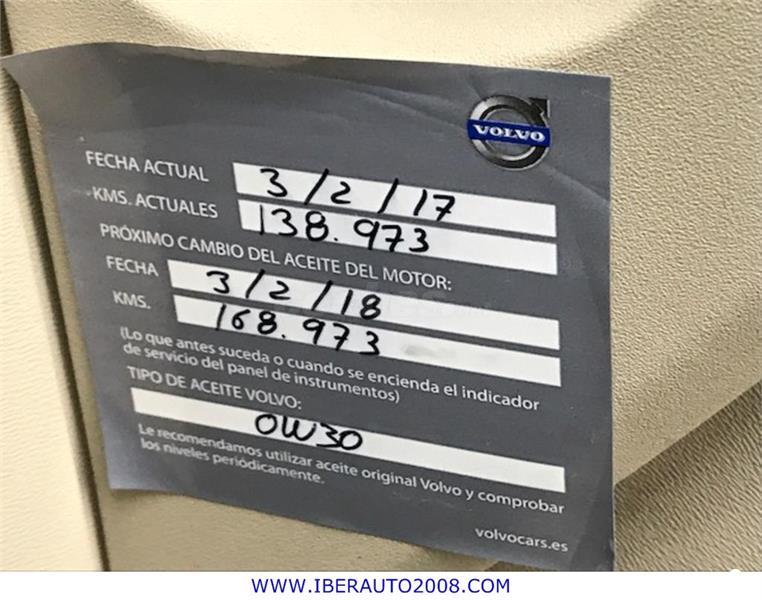 VOLVO
FECHA ACTUAL 3/2/17
KMS. ACTUALES 138.973
PRÓXIMO CAMBIO DEL ACEITE DEL MOTOR:
FECHA 3/2/18
KMS. 168.973
(Lo que antes suceda o cuando se encienda el indicador
de servicio del panel de instrumentos)
TIPO DE ACEITE VOLVO:
0W30
Le recomendamos utilizar aceite original Volvo y comprobar
los niveles periódicamente.
volvocars.es
WWW.IBERAUTO2008.COM